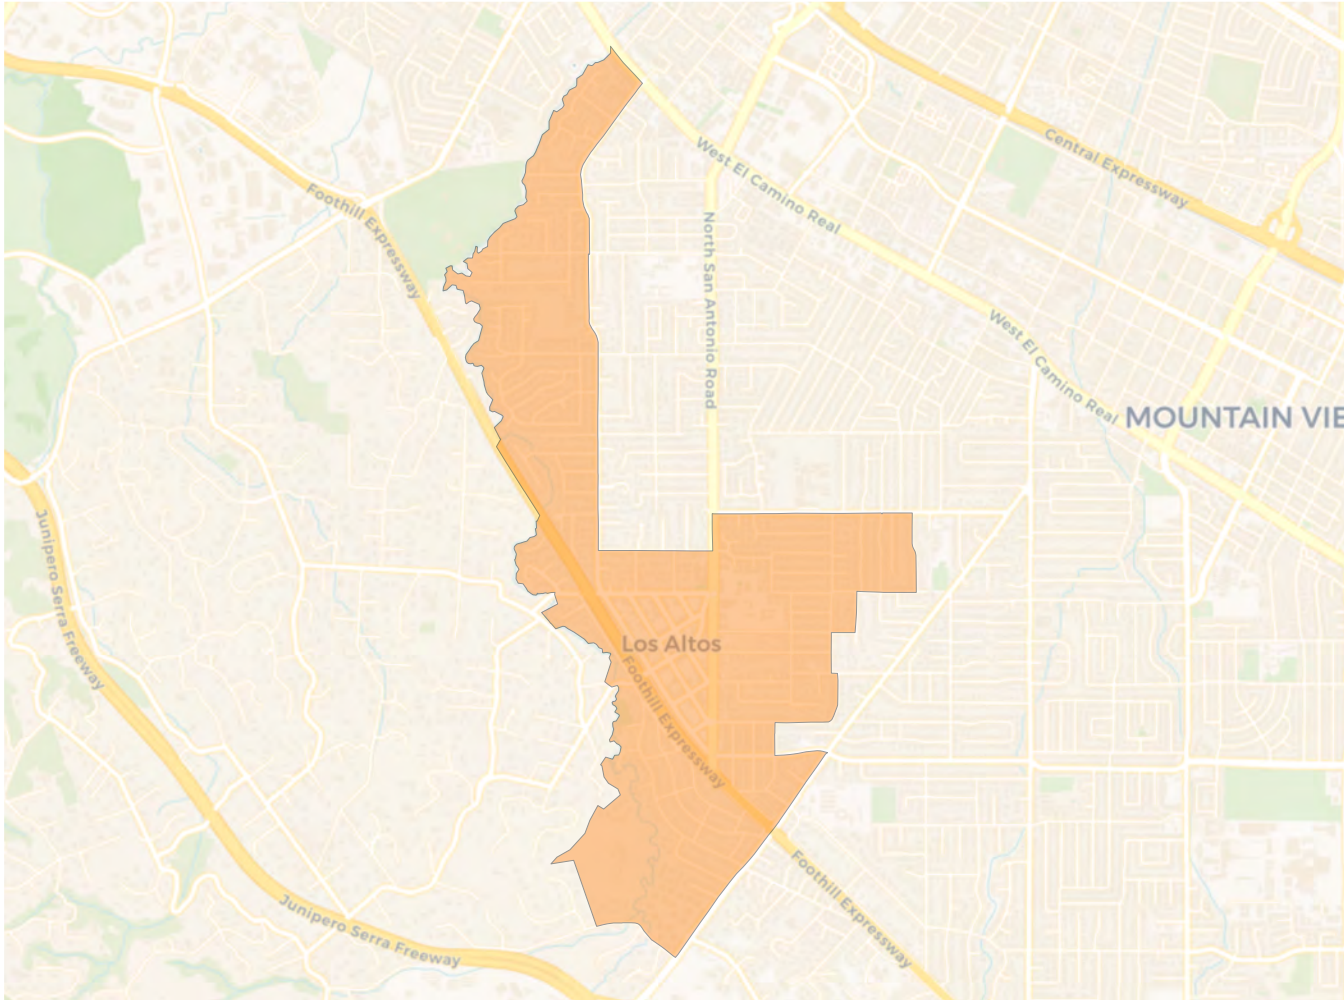 Central Expressway
West El Camino Real
Foothill Expressway
North San Antonio Road
West El Camino Real
MOUNTAIN VIE
Junipero Serra Freeway
Los Altos
Foothill Expressway
Foothill Expressway
Junipero Serra Freeway